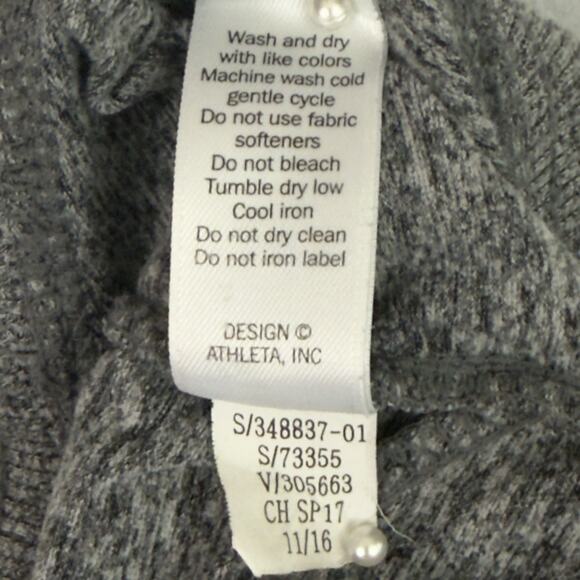 Wash and dry
with like colors
Machine wash cold
gentle cycle
Do not use fabric
softeners
Do not bleach
Tumble dry low
Cool iron
Do not dry clean
Do not iron label
DESIGN ©
ATHLETA, INC
S/348837-01
S/73355
V/305663
CH SP17
11/16